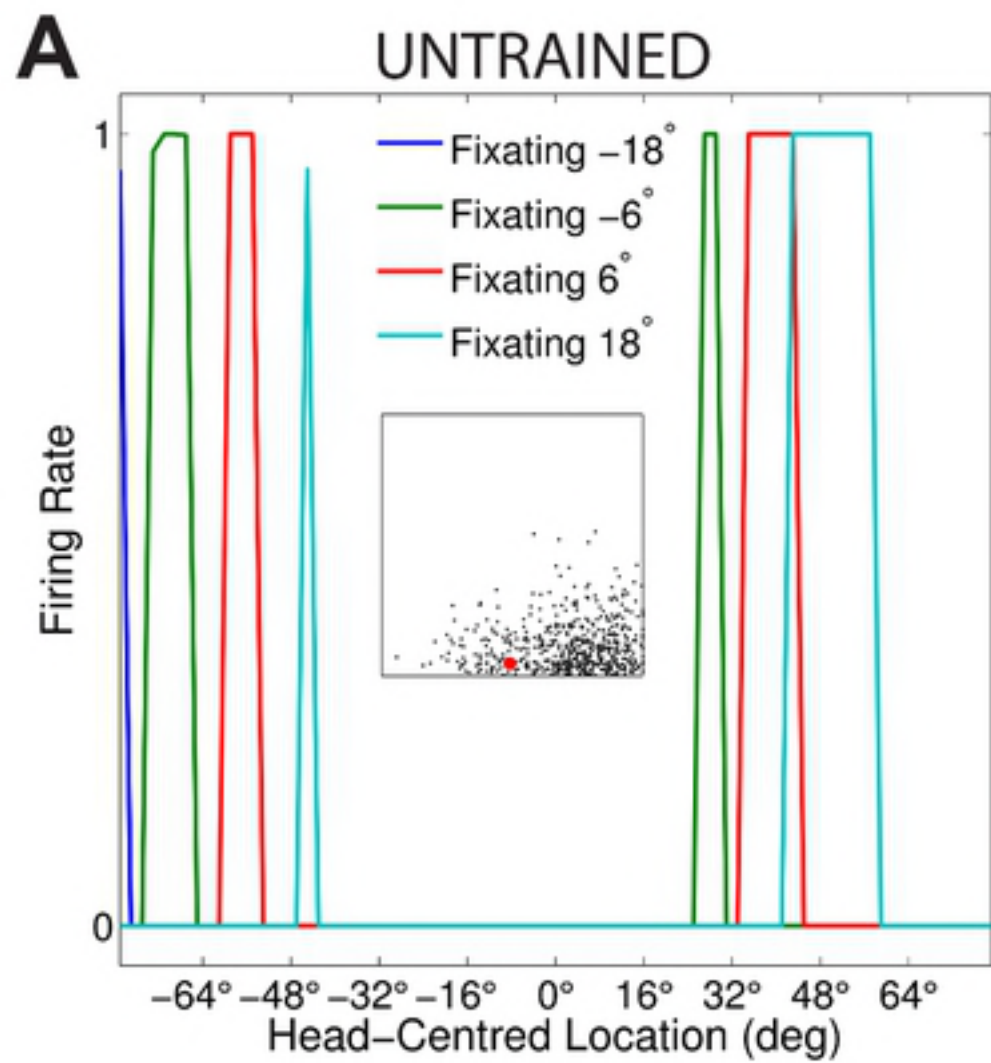 A
UNTRAINED
1
Fixating −18°
Fixating −6°
Fixating 6°
Fixating 18°
Firing Rate
0
−64° −48° −32° −16° 0° 16° 32° 48° 64°
Head−Centred Location (deg)